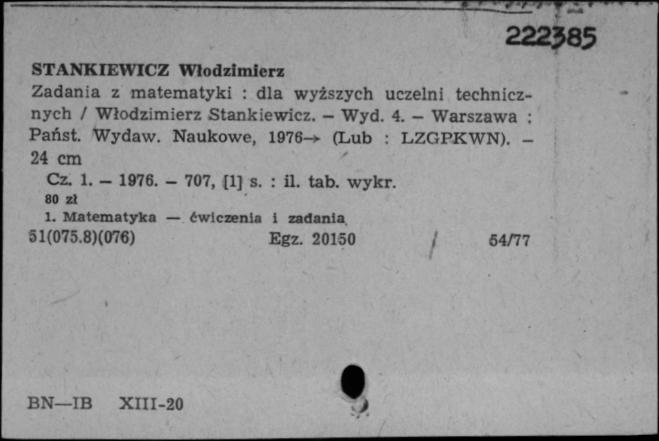 222385
STANKIEWICZ Włodzimierz
Zadania z matematyki : dla wyższych uczelni technicz-
nych / Włodzimierz Stankiewicz. — Wyd. 4. — Warszawa :
Państ. Wydaw. Naukowe, 1976→ (Lub : LZGPKWN). —
24 cm
Cz. 1. — 1976. — 707, [1] s. : il. tab. wykr.
80 zł
1. Matematyka — ćwiczenia i zadania
51(075.8)(076) Egz. 20150 / 54/77
BN—IB XIII-20